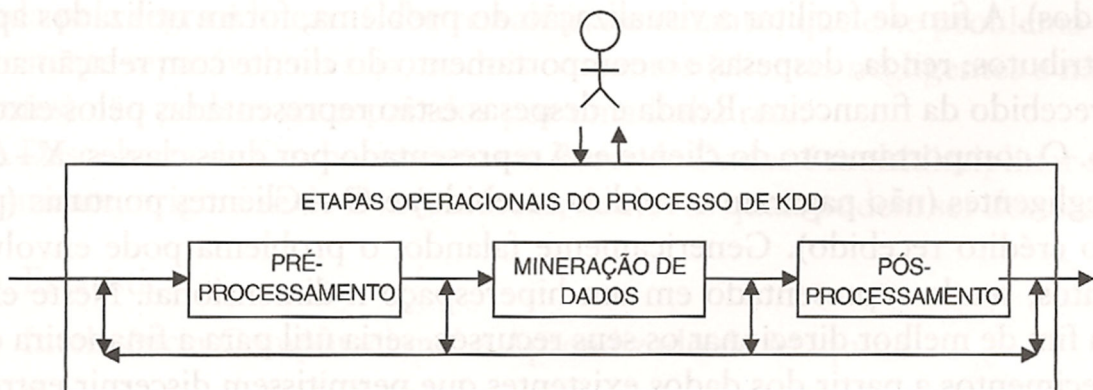 ETAPAS OPERACIONAIS DO PROCESSO DE KDD
PRÉ-
PROCESSAMENTO
MINERAÇÃO DE
DADOS
PÓS-
PROCESSAMENTO